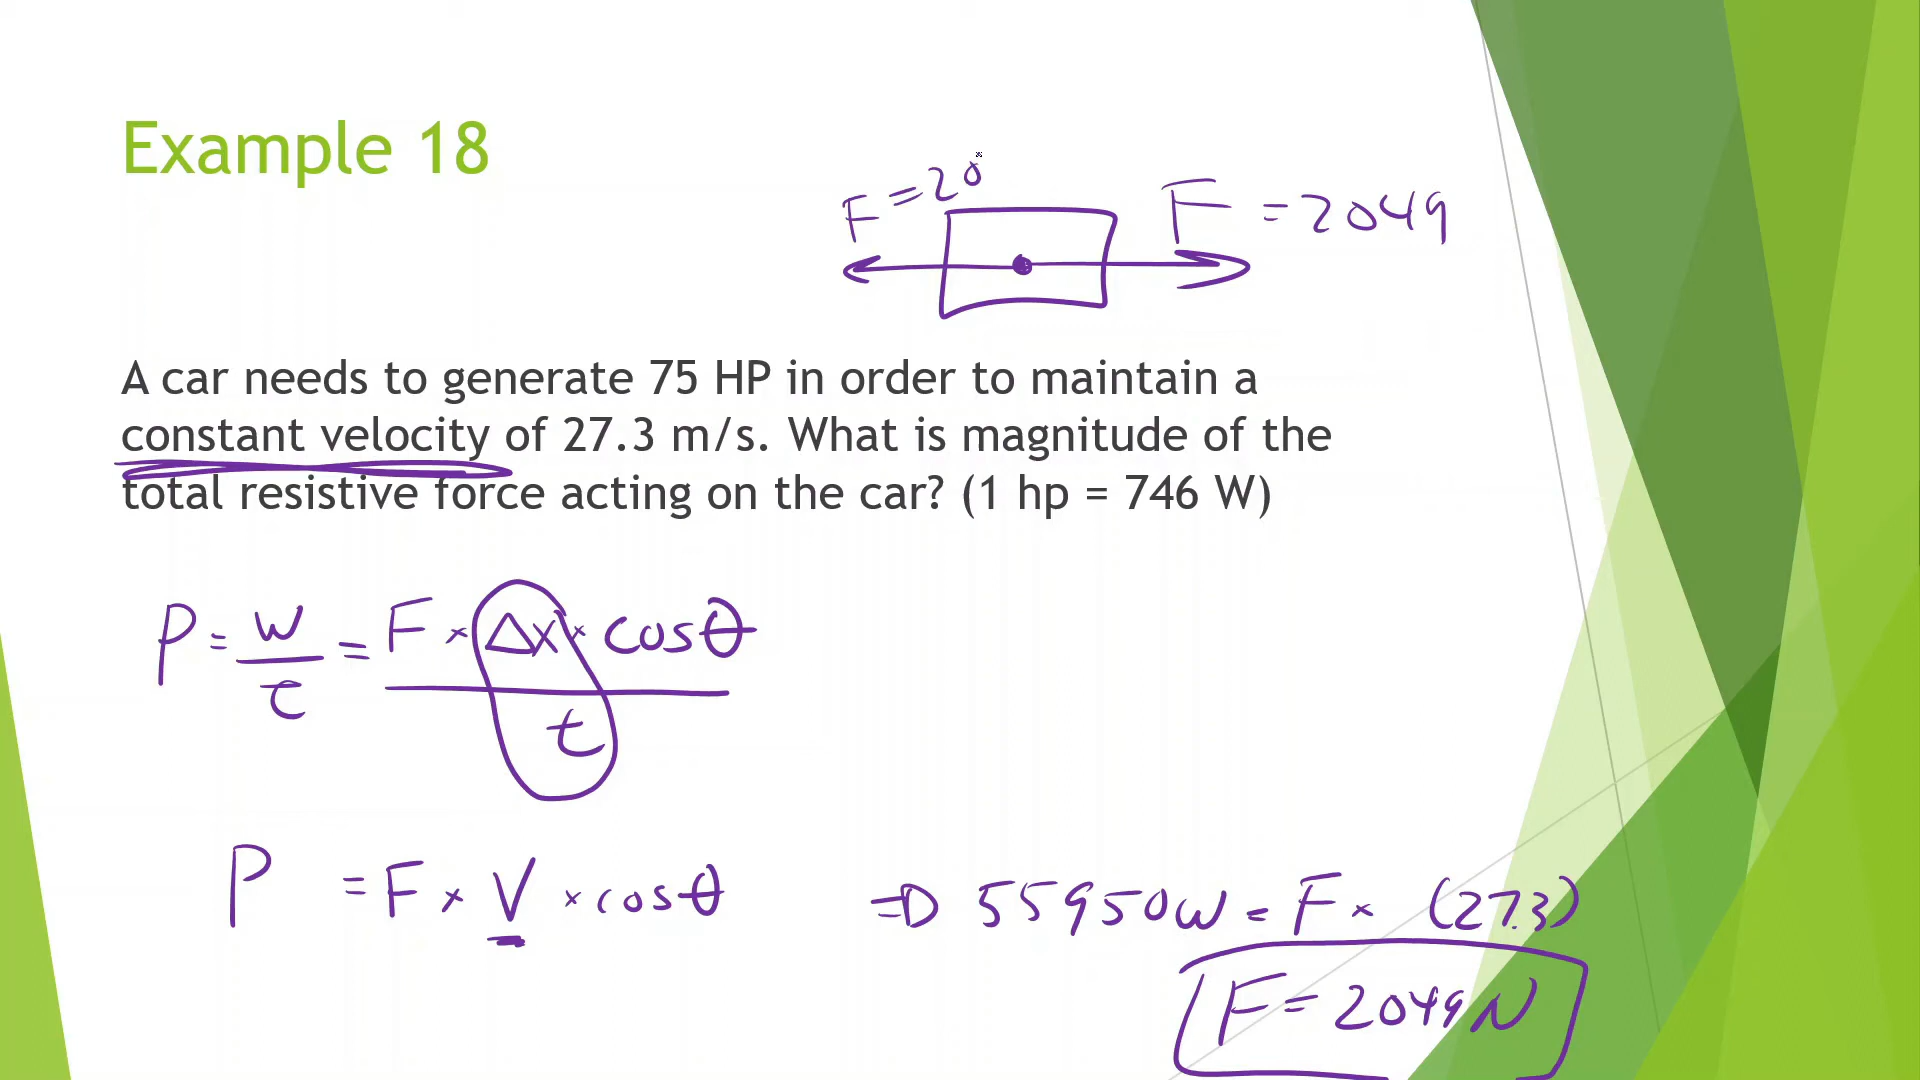 Example 18
F = 20
F = 2049
A car needs to generate 75 HP in order to maintain a
constant velocity of 27.3 m/s. What is magnitude of the
total resistive force acting on the car? (1 hp = 746 W)
P = W/t = F × Δx × cosθ / t
P = F × V × cosθ ⇒ 55950W = F × (27.3)
F = 2049N